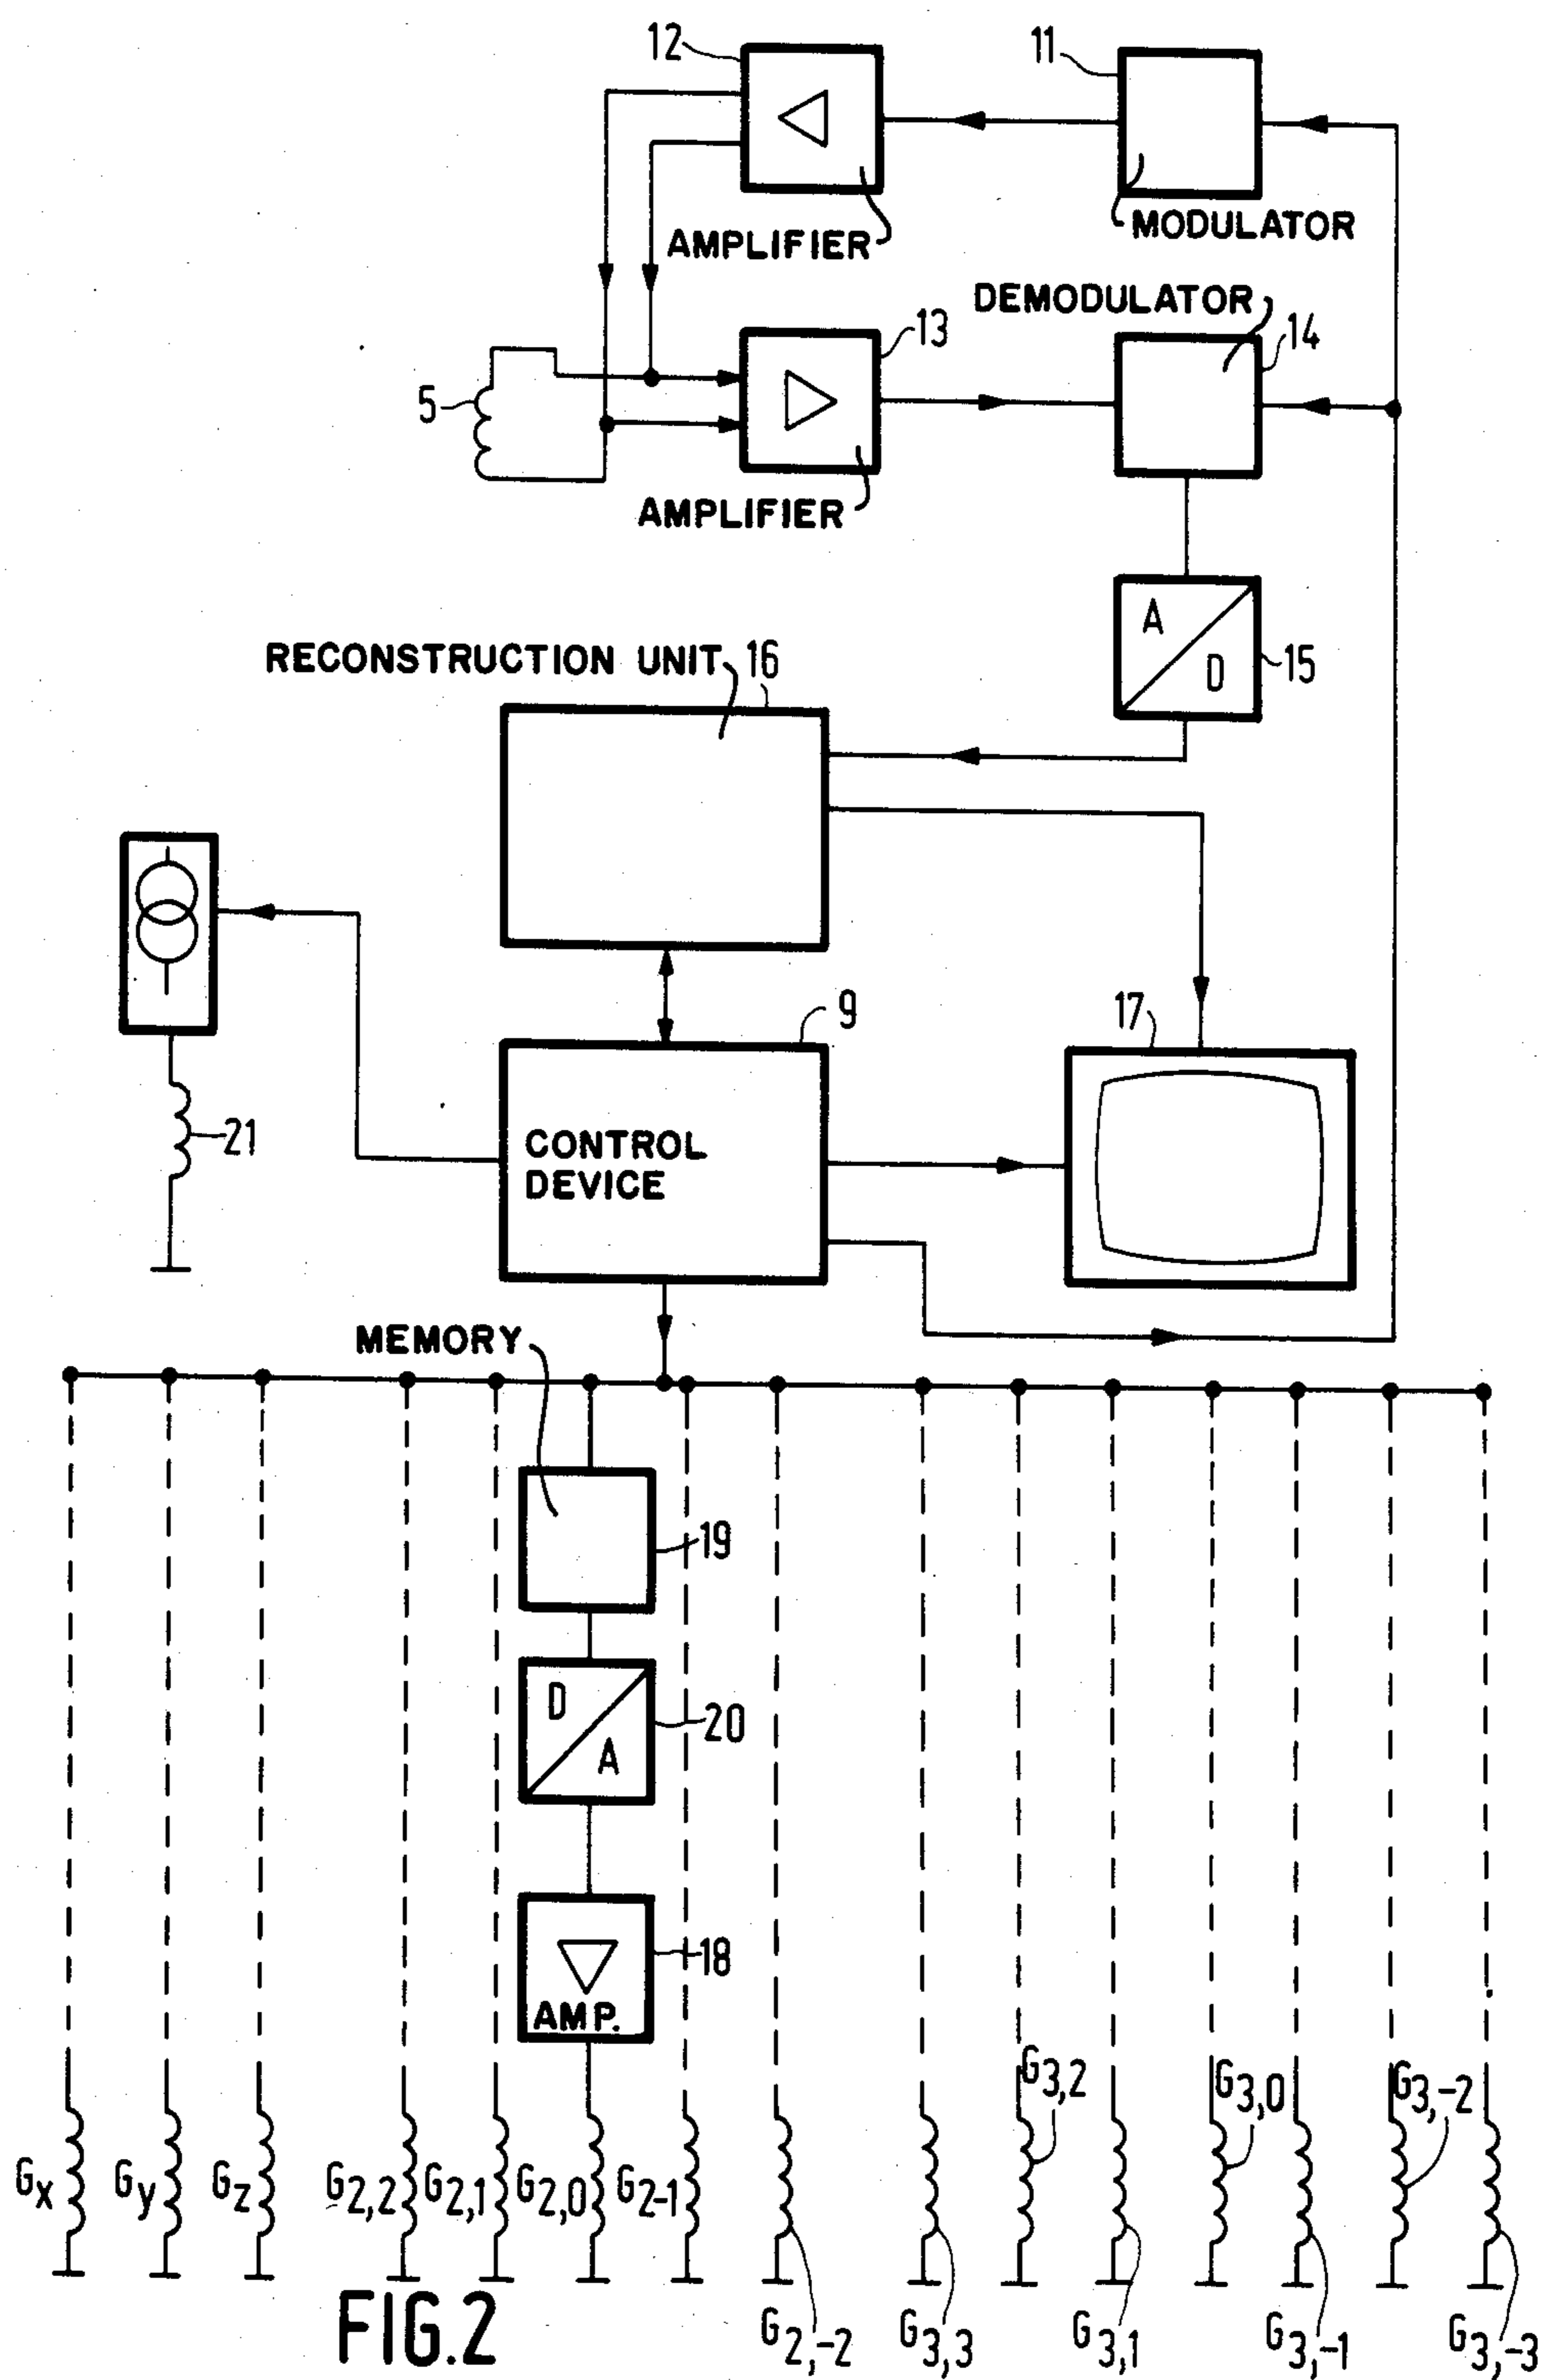 12
11
AMPLIFIER
MODULATOR
DEMODULATOR
13
14
5
AMPLIFIER
A
D
15
RECONSTRUCTION UNIT
16
9
17
21
CONTROL
DEVICE
MEMORY
19
D
A
20
18
AMP.
G3,2
G3,0
G3,-2
Gx
Gy
Gz
G2,2
G2,1
G2,0
G2-1
FIG.2
G2,-2
G3,3
G3,1
G3,-1
G3,-3